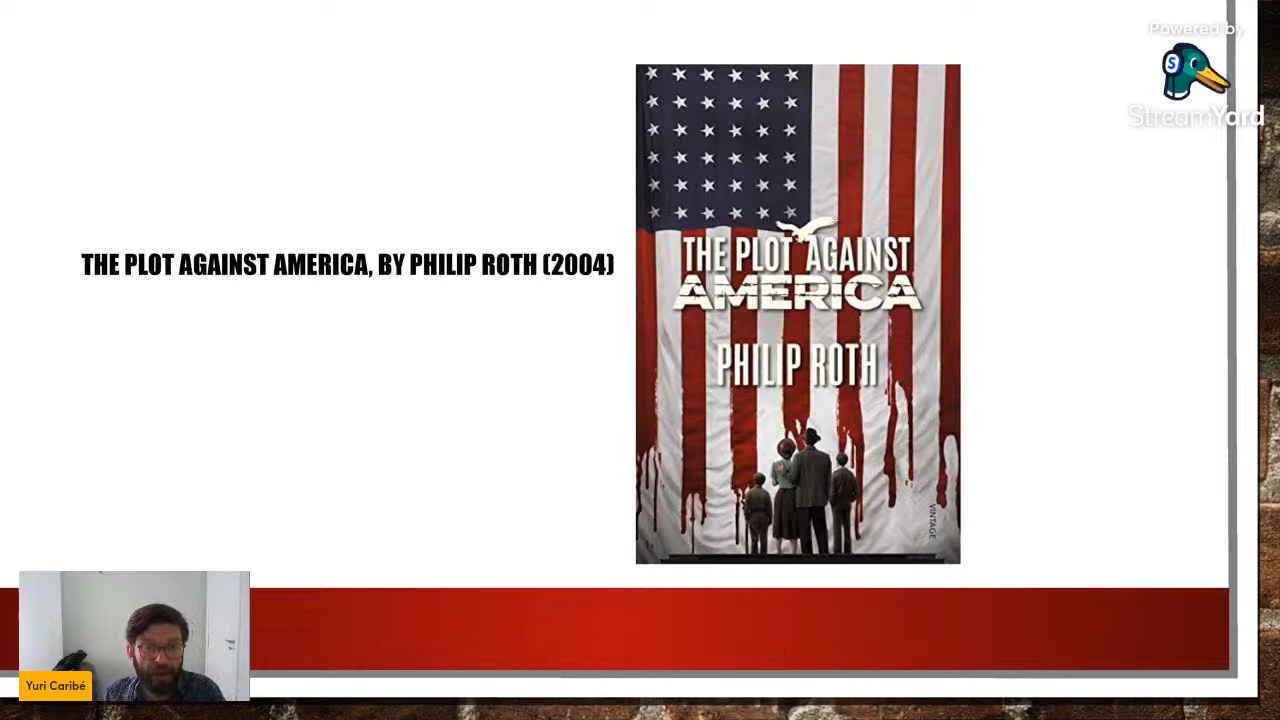 Powered by
S
StreamYard
THE PLOT AGAINST AMERICA, BY PHILIP ROTH (2004)
THE PLOT AGAINST
AMERICA
PHILIP ROTH
VINTAGE
Yuri Caribé